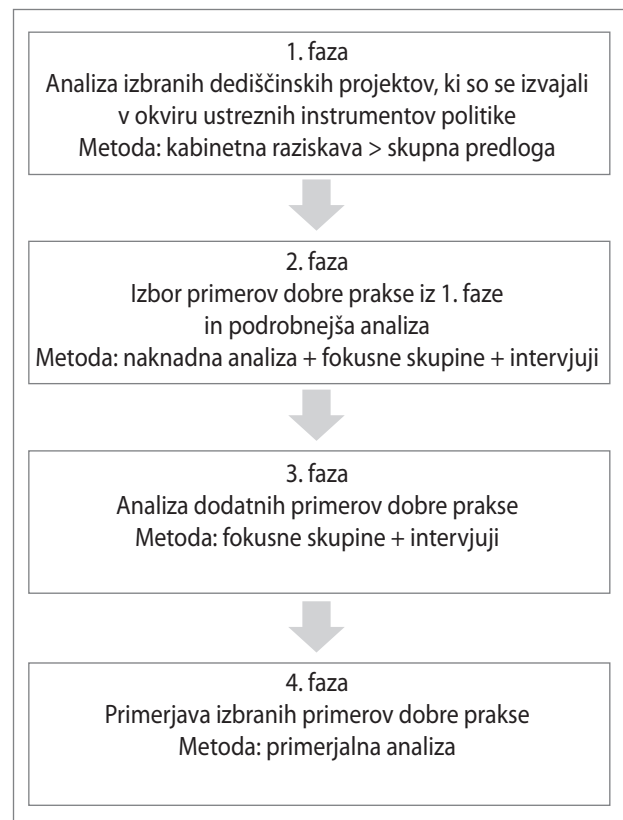 1. faza
Analiza izbranih dediščinskih projektov, ki so se izvajali
v okviru ustreznih instrumentov politike
Metoda: kabinetna raziskava > skupna predloga
2. faza
Izbor primerov dobre prakse iz 1. faze
in podrobnejša analiza
Metoda: naknadna analiza + fokusne skupine + intervjuji
3. faza
Analiza dodatnih primerov dobre prakse
Metoda: fokusne skupine + intervjuji
4. faza
Primerjava izbranih primerov dobre prakse
Metoda: primerjalna analiza